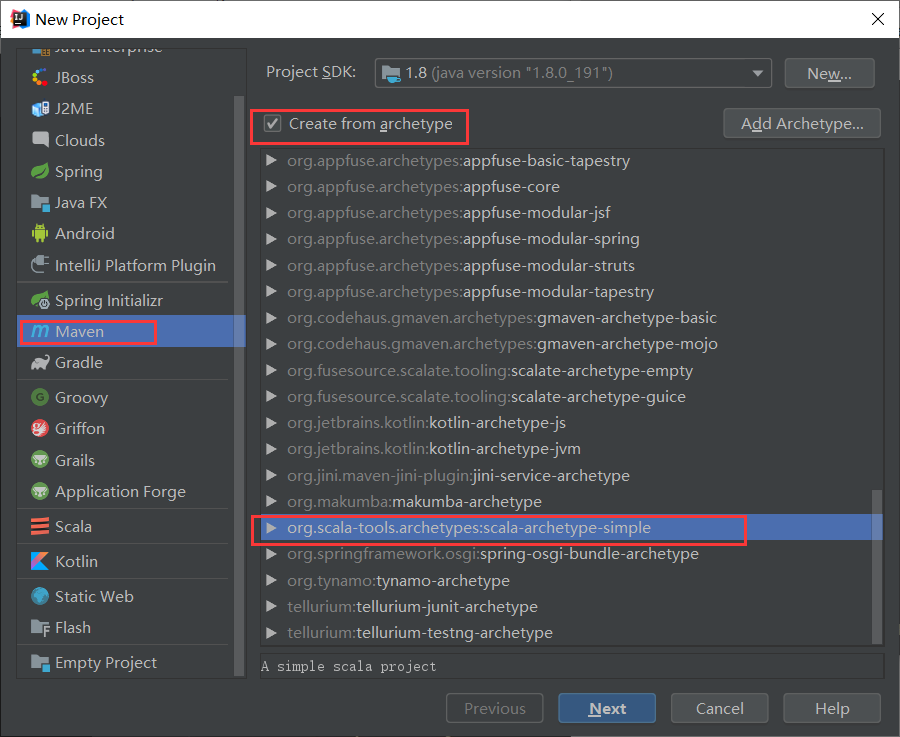 New Project
Java Enterprise
JBoss
J2ME
Clouds
Spring
Java FX
Android
IntelliJ Platform Plugin
Spring Initializr
Maven
Gradle
Groovy
Griffon
Grails
Application Forge
Scala
Kotlin
Static Web
Flash
Empty Project
Project SDK: 1.8 (java version "1.8.0_191") New...
Create from archetype Add Archetype...
org.appfuse.archetypes:appfuse-basic-tapestry
org.appfuse.archetypes:appfuse-core
org.appfuse.archetypes:appfuse-modular-jsf
org.appfuse.archetypes:appfuse-modular-spring
org.appfuse.archetypes:appfuse-modular-struts
org.appfuse.archetypes:appfuse-modular-tapestry
org.codehaus.gmaven.archetypes:gmaven-archetype-basic
org.codehaus.gmaven.archetypes:gmaven-archetype-mojo
org.fusesource.scalate.tooling:scalate-archetype-empty
org.fusesource.scalate.tooling:scalate-archetype-guice
org.jetbrains.kotlin:kotlin-archetype-js
org.jetbrains.kotlin:kotlin-archetype-jvm
org.jini.maven-jini-plugin:jini-service-archetype
org.makumba:makumba-archetype
org.scala-tools.archetypes:scala-archetype-simple
org.springframework.osgi:spring-osgi-bundle-archetype
org.tynamo:tynamo-archetype
tellurium:tellurium-junit-archetype
tellurium:tellurium-testng-archetype
A simple scala project
Previous Next Cancel Help